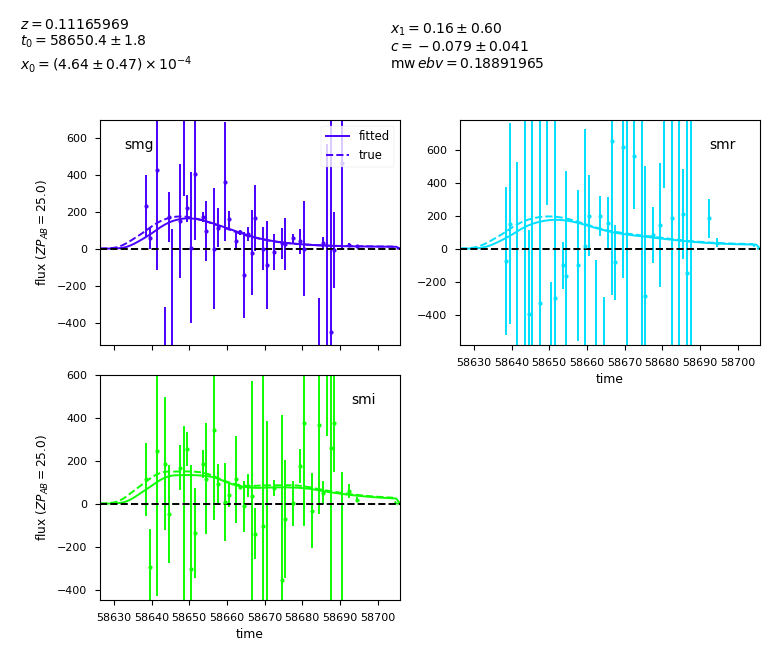 z = 0.11165969
t₀ = 58650.4 ± 1.8
x₀ = (4.64 ± 0.47) × 10⁻⁴
x₁ = 0.16 ± 0.60
c = −0.079 ± 0.041
mw ebv = 0.18891965
smg
fitted
true
600
400
200
0
−200
−400
flux (ZP_AB = 25.0)
smr
600
400
200
0
−200
−400
58630 58640 58650 58660 58670 58680 58690 58700
time
smi
600
400
200
0
−200
−400
flux (ZP_AB = 25.0)
58630 58640 58650 58660 58670 58680 58690 58700
time